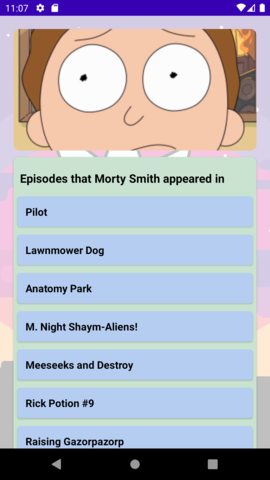 11:07
Episodes that Morty Smith appeared in
Pilot
Lawnmower Dog
Anatomy Park
M. Night Shaym-Aliens!
Meeseeks and Destroy
Rick Potion #9
Raising Gazorpazorp